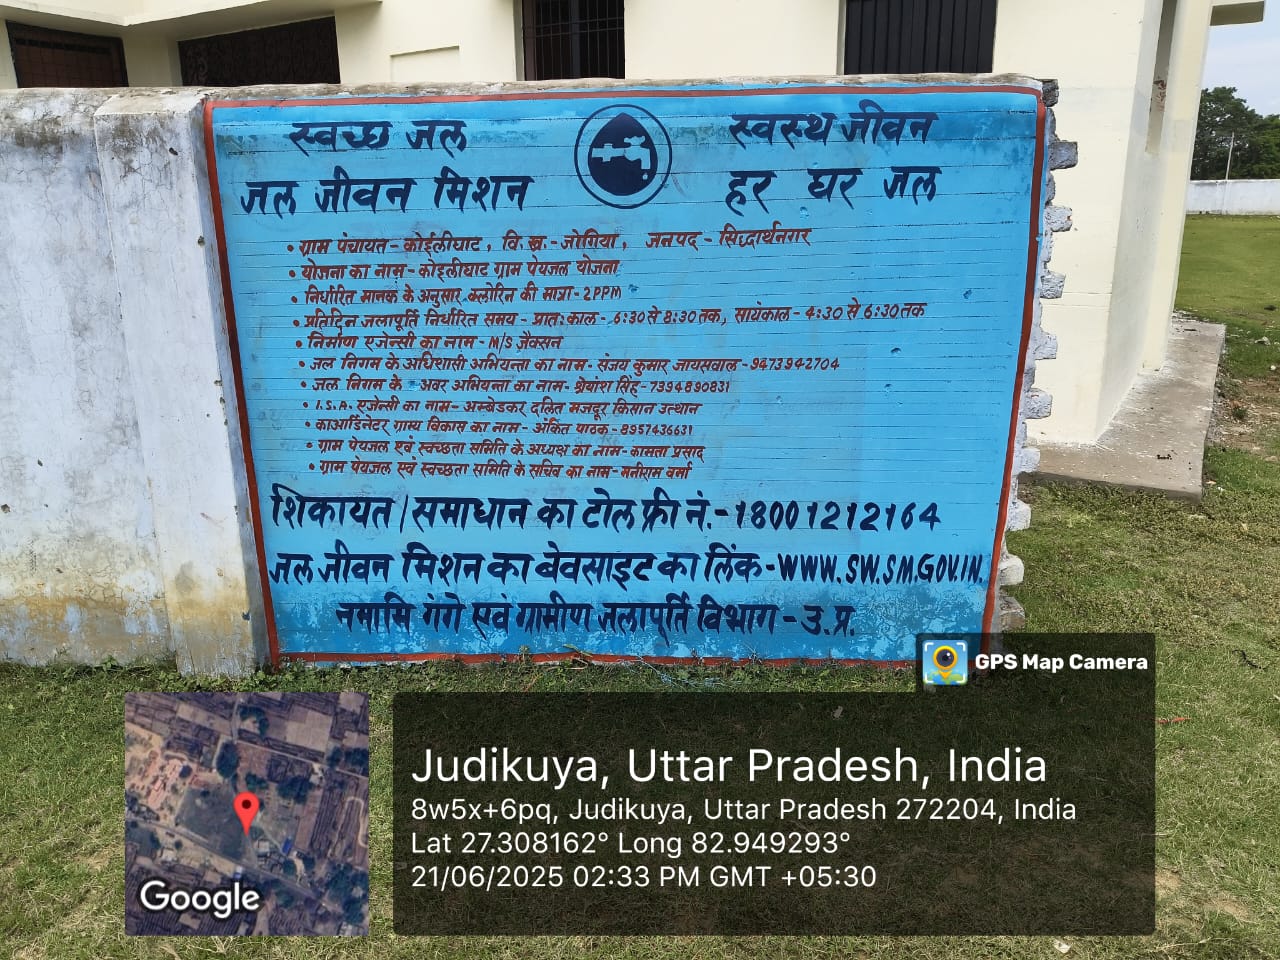 स्वच्छ जल स्वस्थ जीवन
जल जीवन मिशन हर घर जल
• ग्राम पंचायत - कोईलीघाट, वि. ख. - जोगिया, जनपद - सिद्धार्थनगर
• योजना का नाम - कोईलीघाट ग्राम पेयजल योजना
• निर्धारित मानक के अनुसार क्लोरिन की मात्रा - 2PPM
• प्रतिदिन जलापूर्ति निर्धारित समय - प्रातःकाल - 6:30 से 8:30 तक, सायंकाल - 4:30 से 6:30 तक
• निर्माण एजेन्सी का नाम - M/S जैक्सन
• जल निगम के अधिशासी अभियन्ता का नाम - संजय कुमार जायसवाल - 9473942704
• जल निगम के अवर अभियन्ता का नाम - श्रेयांश सिंह - 7394890831
• I.S.A. एजेन्सी का नाम - अम्बेडकर दलित मजदूर किसान उत्थान
• काआर्डिनेटर ग्राम्य विकास का नाम - अंकित पाठक - 8957436631
• ग्राम पेयजल एवं स्वच्छता समिति के अध्यक्ष का नाम - कामता प्रसाद
• ग्राम पेयजल एवं स्वच्छता समिति के सचिव का नाम - मनीराम वर्मा
शिकायत / समाधान का टोल फ्री नं. - 18001212164
जल जीवन मिशन का बेवसाइट का लिंक - WWW.SW.SM.GOV.IN.
नमामि गंगे एवं ग्रामीण जलापूर्ति विभाग - उ.प्र.
GPS Map Camera
Judikuya, Uttar Pradesh, India
8w5x+6pq, Judikuya, Uttar Pradesh 272204, India
Lat 27.308162° Long 82.949293°
21/06/2025 02:33 PM GMT +05:30
Google